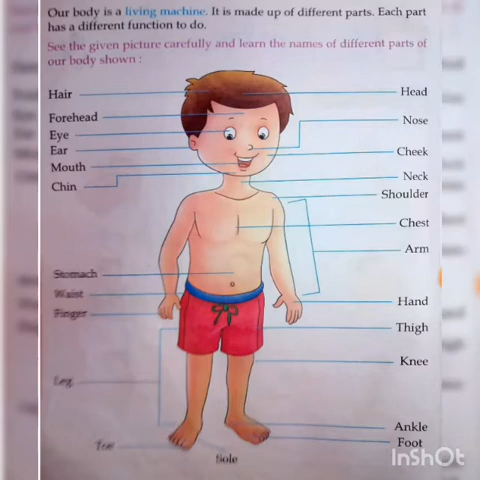 Our body is a living machine. It is made up of different parts. Each part
has a different function to do.
See the given picture carefully and learn the names of different parts of
our body shown :
Hair
Head
Forehead
Nose
Eye
Ear
Cheek
Mouth
Neck
Chin
Shoulder
Chest
Arm
Stomach
Waist
Hand
Finger
Thigh
Knee
Leg
Ankle
Toe
Foot
Sole
InShOt